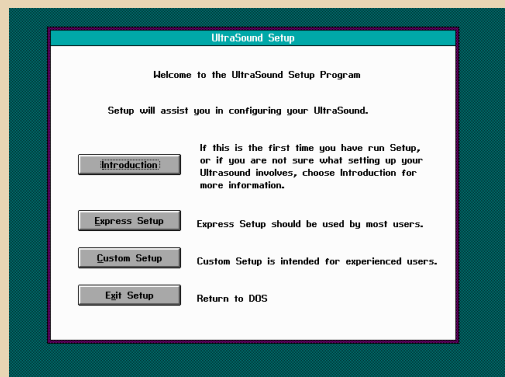 UltraSound Setup
Welcome to the UltraSound Setup Program
Setup will assist you in configuring your UltraSound.
Introduction
If this is the first time you have run Setup,
or if you are not sure what setting up your
Ultrasound involves, choose Introduction for
more information.
Express Setup
Express Setup should be used by most users.
Custom Setup
Custom Setup is intended for experienced users.
Exit Setup
Return to DOS